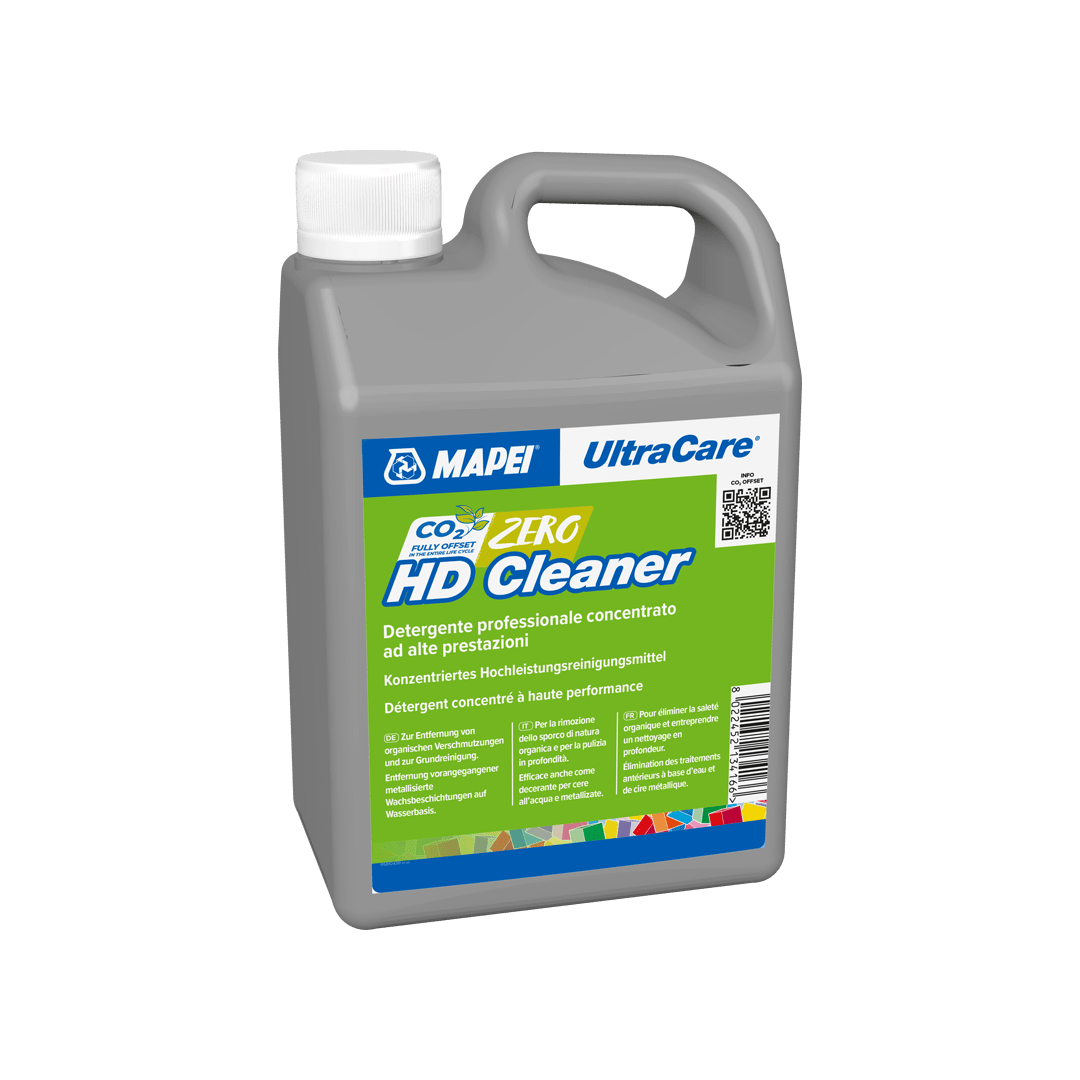 MAPEI®
UltraCare®
INFO
CO₂ OFFSET
CO₂ ZERO
FULLY OFFSET
IN THE ENTIRE LIFE CYCLE
HD Cleaner
Detergente professionale concentrato
ad alte prestazioni
Konzentriertes Hochleistungsreinigungsmittel
Détergent concentré à haute performance
DE Zur Entfernung von
organischen Verschmutzungen
und zur Grundreinigung.
Entfernung vorangegangener
metallisierte
Wachsbeschichtungen auf
Wasserbasis.
IT Per la rimozione
dello sporco di natura
organica e per la pulizia
in profondità.
Efficace anche come
decerante per cere
all'acqua e metallizate.
FR Pour éliminer la saleté
organique et entreprendre
un nettoyage en
profondeur.
Élimination des traitements
antérieurs à base d'eau et
de cire métallique.
8 022452 134166 >